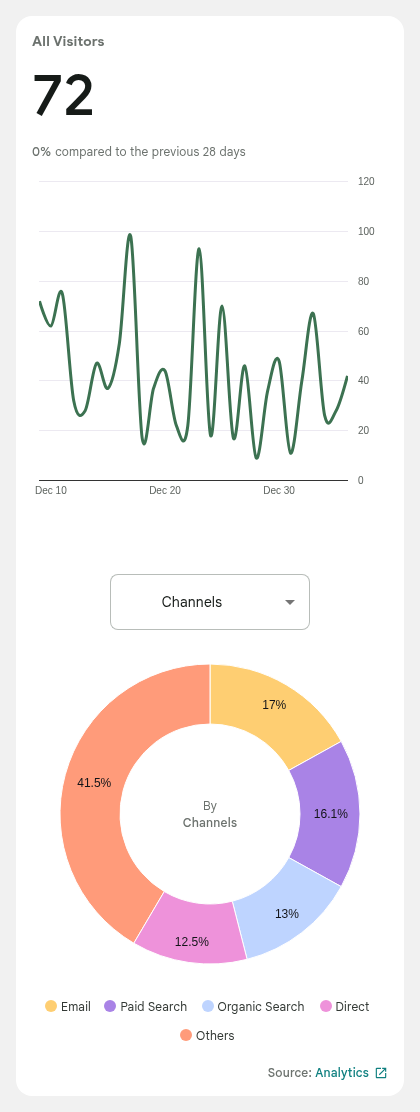 All Visitors
72
0% compared to the previous 28 days
120
100
80
60
40
20
0
Dec 10 Dec 20 Dec 30
Channels
17%
41.5%
16.1%
By
Channels
13%
12.5%
Email Paid Search Organic Search Direct
Others
Source: Analytics